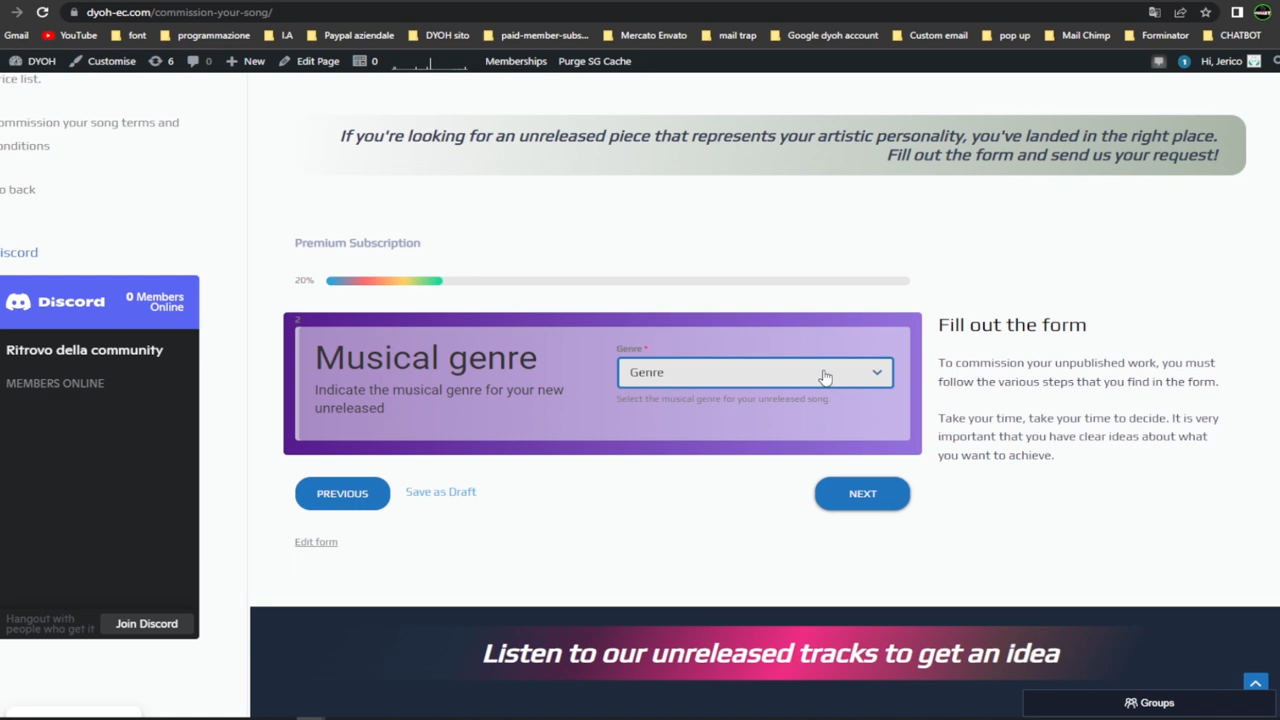 dyoh-ec.com/commission-your-song/
Gmail YouTube font programmazione I.A Paypal aziendale DYOH sito paid-member-subs... Mercato Envato mail trap Google dyoh account Custom email pop up Mail Chimp Forminator CHATBOT
DYOH Customise 6 0 New Edit Page 0 Memberships Purge SG Cache 1 Hi, Jerico
rice list.
ommission your song terms and
onditions
o back
iscord
Discord
0 Members
Online
Ritrovo della community
MEMBERS ONLINE
Hangout with
people who get it
Join Discord
If you're looking for an unreleased piece that represents your artistic personality, you've landed in the right place.
Fill out the form and send us your request!
Premium Subscription
20%
2
Musical genre
Indicate the musical genre for your new
unreleased
Genre *
Genre
Select the musical genre for your unreleased song.
PREVIOUS
Save as Draft
NEXT
Edit form
Fill out the form
To commission your unpublished work, you must
follow the various steps that you find in the form.
Take your time, take your time to decide. It is very
important that you have clear ideas about what
you want to achieve.
Listen to our unreleased tracks to get an idea
Groups